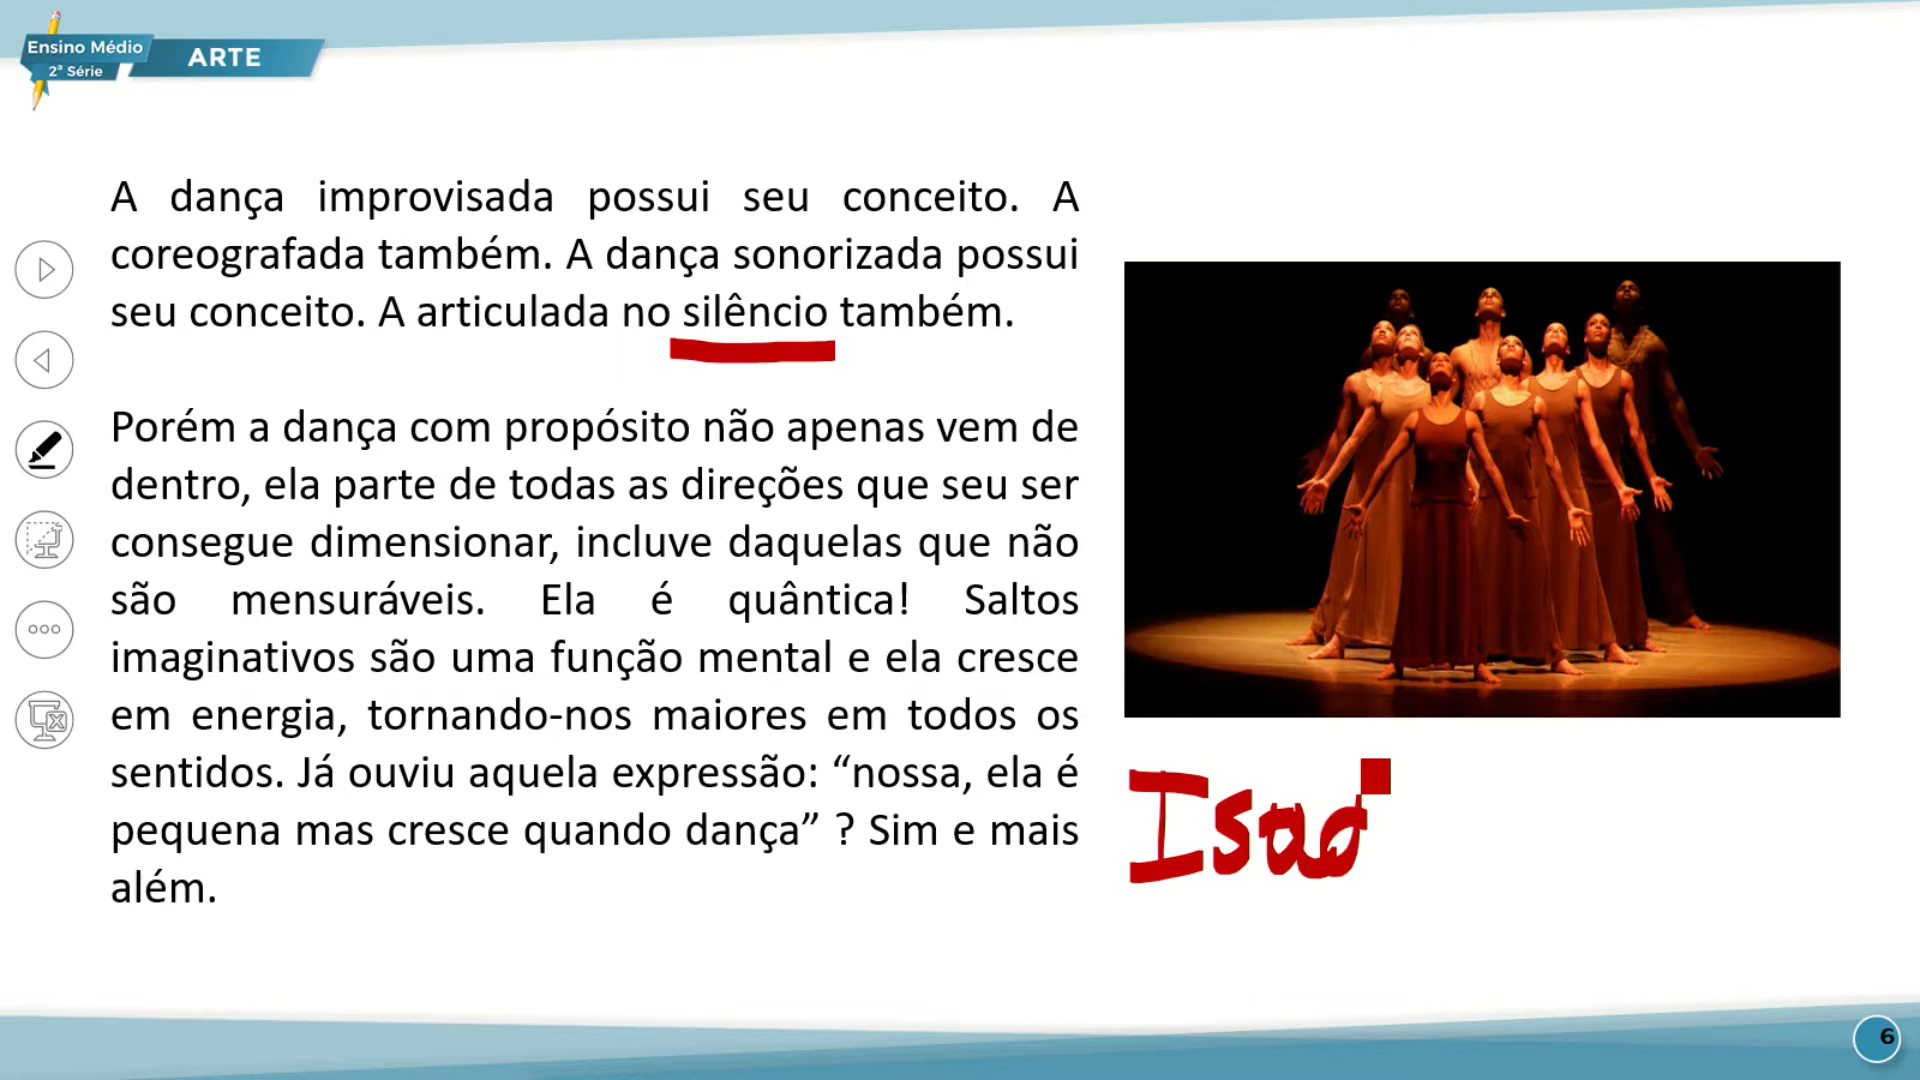 Ensino Médio
2ª Série
ARTE
A dança improvisada possui seu conceito. A
coreografada também. A dança sonorizada possui
seu conceito. A articulada no silêncio também.
Porém a dança com propósito não apenas vem de
dentro, ela parte de todas as direções que seu ser
consegue dimensionar, incluve daquelas que não
são mensuráveis. Ela é quântica! Saltos
imaginativos são uma função mental e ela cresce
em energia, tornando-nos maiores em todos os
sentidos. Já ouviu aquela expressão: “nossa, ela é
pequena mas cresce quando dança” ? Sim e mais
além.
Isad
6